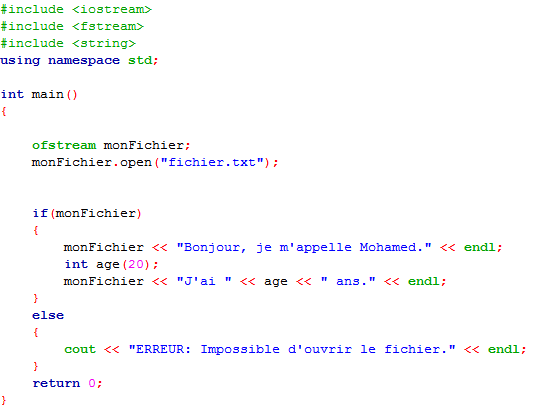 #include <iostream>
#include <fstream>
#include <string>
using namespace std;
int main()
{
ofstream monFichier;
monFichier.open("fichier.txt");
if(monFichier)
{
monFichier << "Bonjour, je m'appelle Mohamed." << endl;
int age(20);
monFichier << "J'ai " << age << " ans." << endl;
}
else
{
cout << "ERREUR: Impossible d'ouvrir le fichier." << endl;
}
return 0;
}